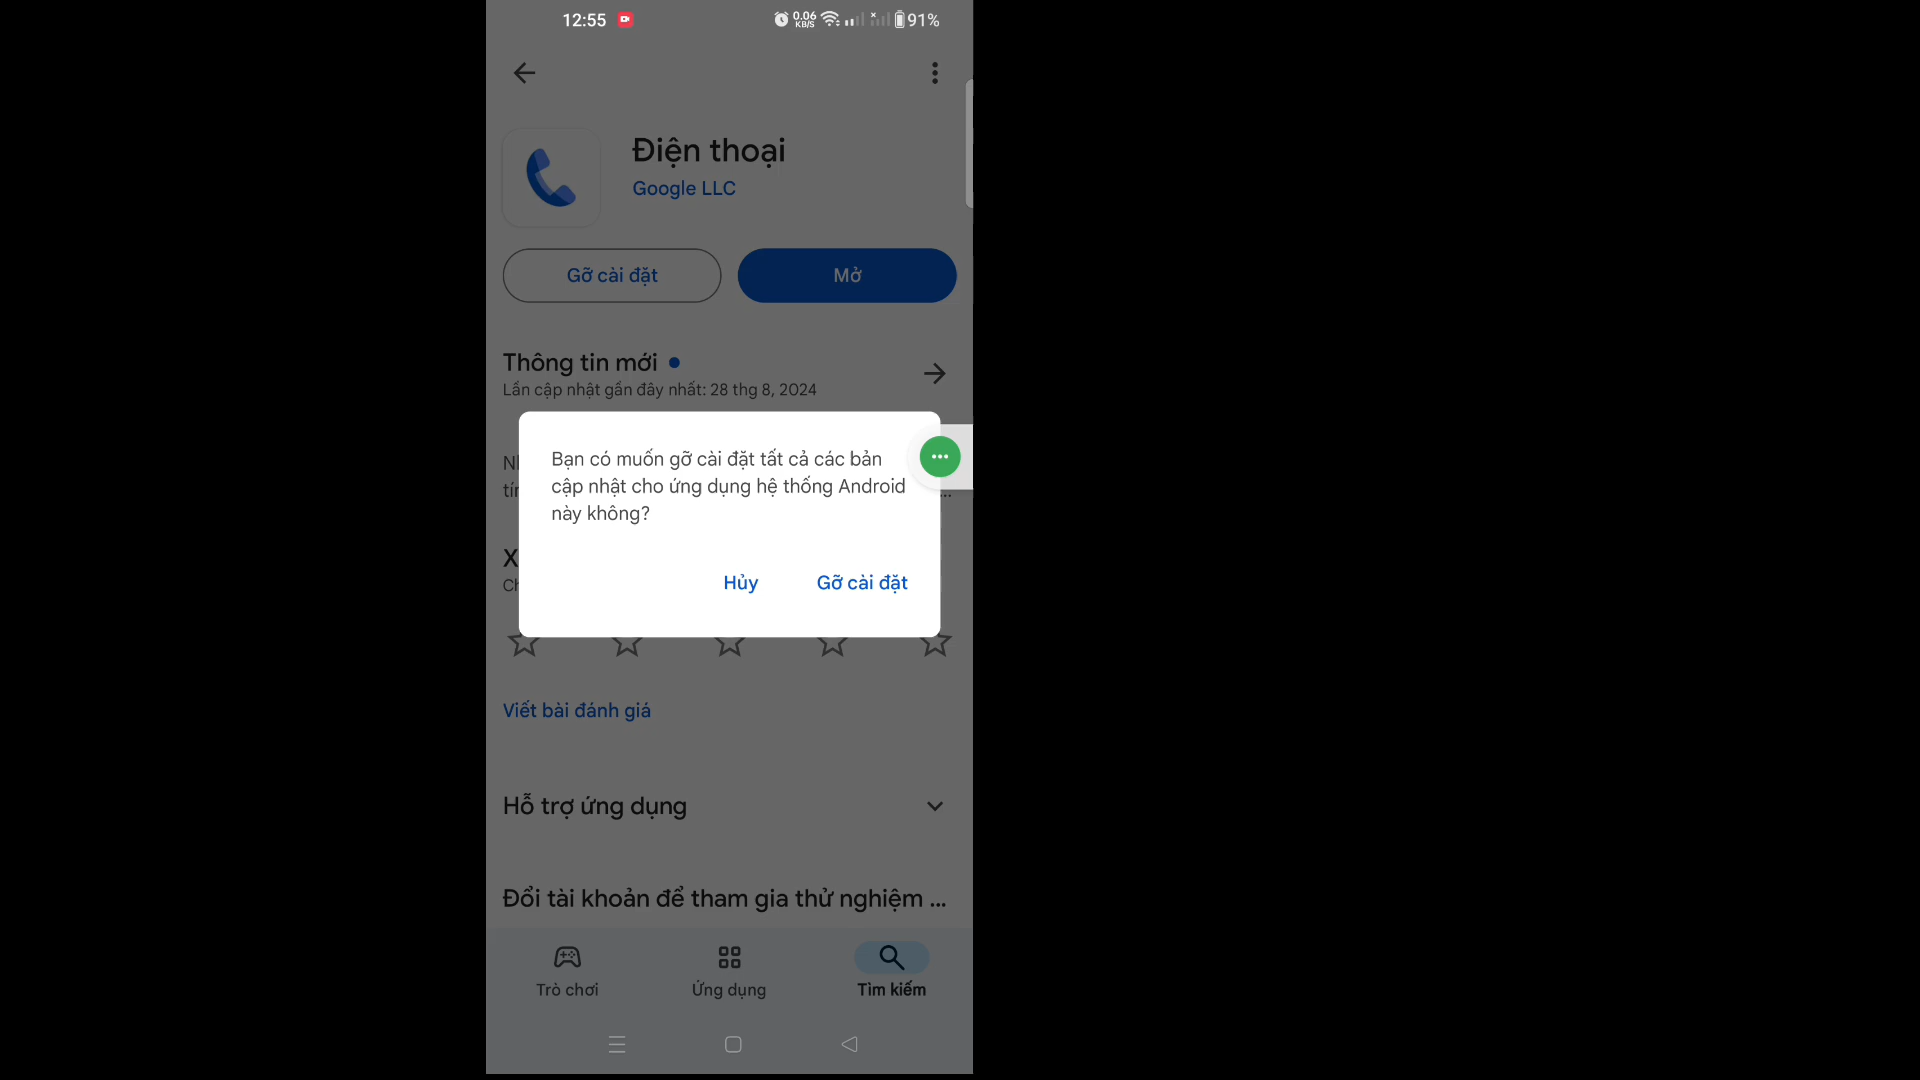 12:55
0.06
KB/S
91%
Điện thoại
Google LLC
Gỡ cài đặt
Mở
Thông tin mới
Lần cập nhật gần đây nhất: 28 thg 8, 2024
Bạn có muốn gỡ cài đặt tất cả các bản
cập nhật cho ứng dụng hệ thống Android
này không?
Hủy
Gỡ cài đặt
Viết bài đánh giá
Hỗ trợ ứng dụng
Đổi tài khoản để tham gia thử nghiệm ...
Trò chơi
Ứng dụng
Tìm kiếm